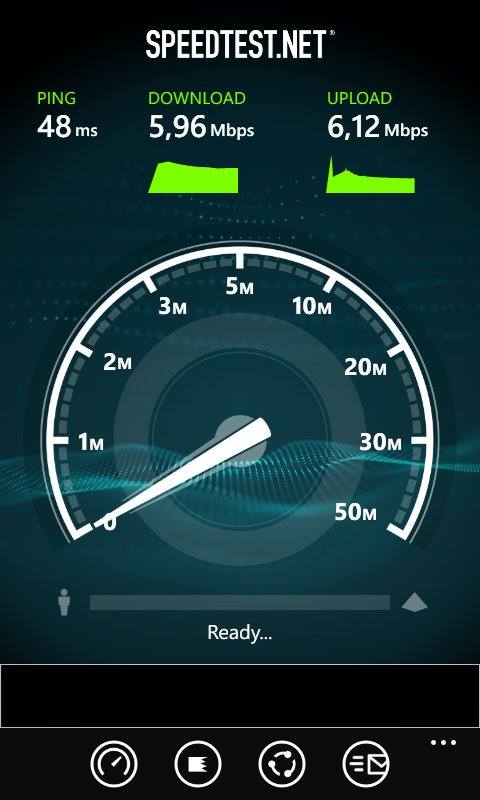 SPEEDTEST.NET®
PING DOWNLOAD UPLOAD
48 ms 5,96 Mbps 6,12 Mbps
5M
3M 10M
2M 20M
1M 30M
0 50M
Ready...